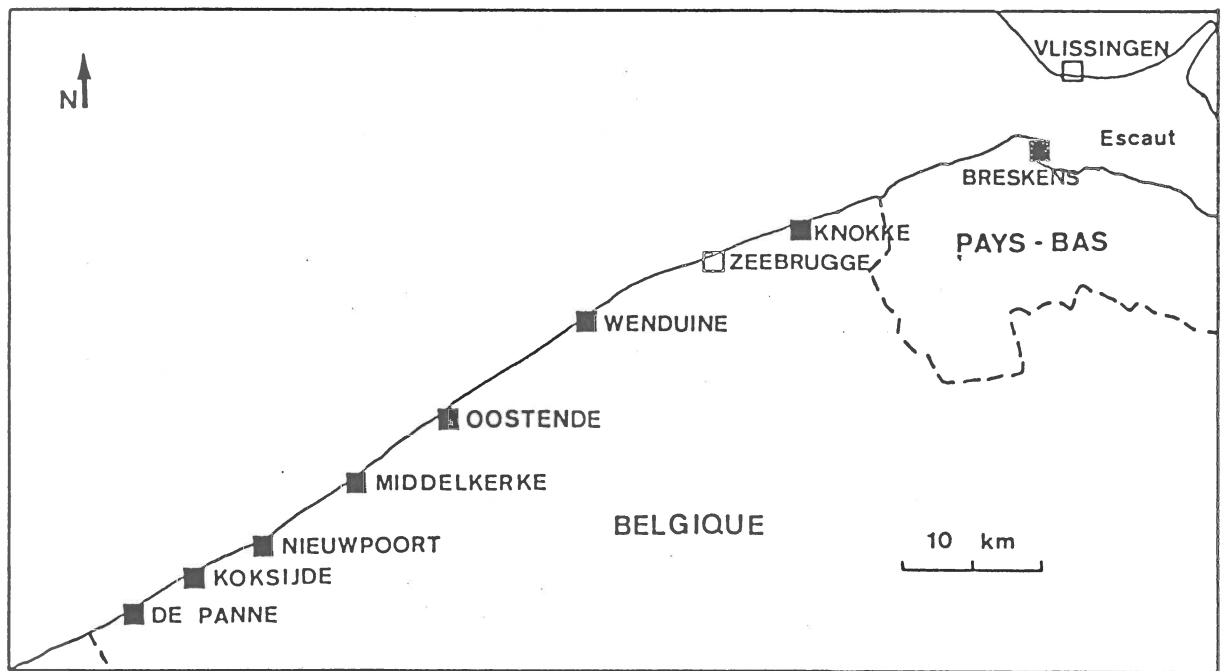 VLISSINGEN
N
Escaut
BRESKENS
KNOKKE
PAYS - BAS
ZEEBRUGGE
WENDUINE
OOSTENDE
MIDDELKERKE
BELGIQUE
10 km
NIEUWPOORT
KOKSIJDE
DE PANNE